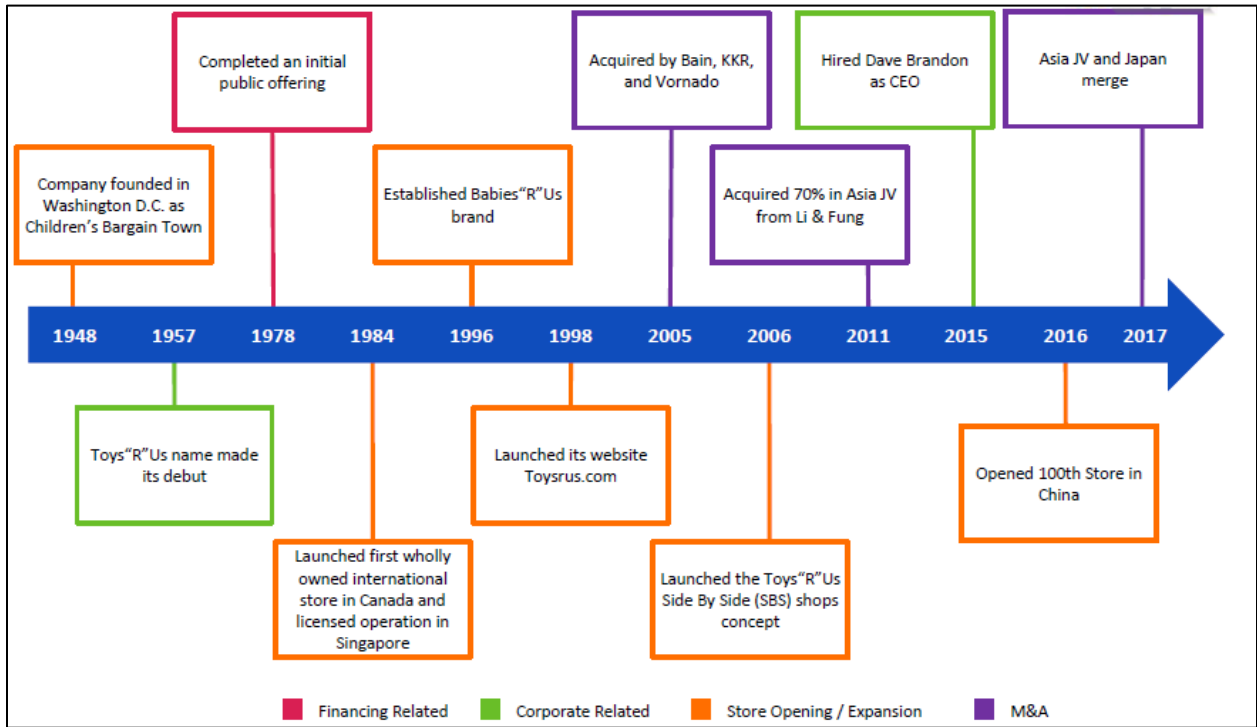 Completed an initial
public offering
Acquired by Bain, KKR,
and Vornado
Hired Dave Brandon
as CEO
Asia JV and Japan
merge
Company founded in
Washington D.C. as
Children's Bargain Town
Established Babies“R”Us
brand
Acquired 70% in Asia JV
from Li & Fung
1948 1957 1978 1984 1996 1998 2005 2006 2011 2015 2016 2017
Toys“R”Us name made
its debut
Launched its website
Toysrus.com
Opened 100th Store in
China
Launched first wholly
owned international
store in Canada and
licensed operation in
Singapore
Launched the Toys“R”Us
Side By Side (SBS) shops
concept
Financing Related Corporate Related Store Opening / Expansion M&A